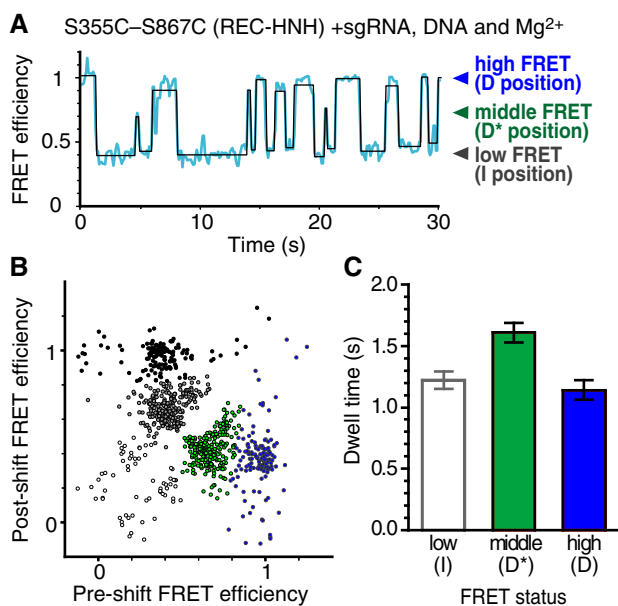 A
S355C–S867C (REC-HNH) +sgRNA, DNA and Mg2+
FRET efficiency
1
0.5
0
0
10
20
30
Time (s)
high FRET
(D position)
middle FRET
(D* position)
low FRET
(I position)
B
Post-shift FRET efficiency
1
0
0
1
Pre-shift FRET efficiency
C
Dwell time (s)
2.0
1.5
1.0
0.5
0.0
low
(I)
middle
(D*)
high
(D)
FRET status